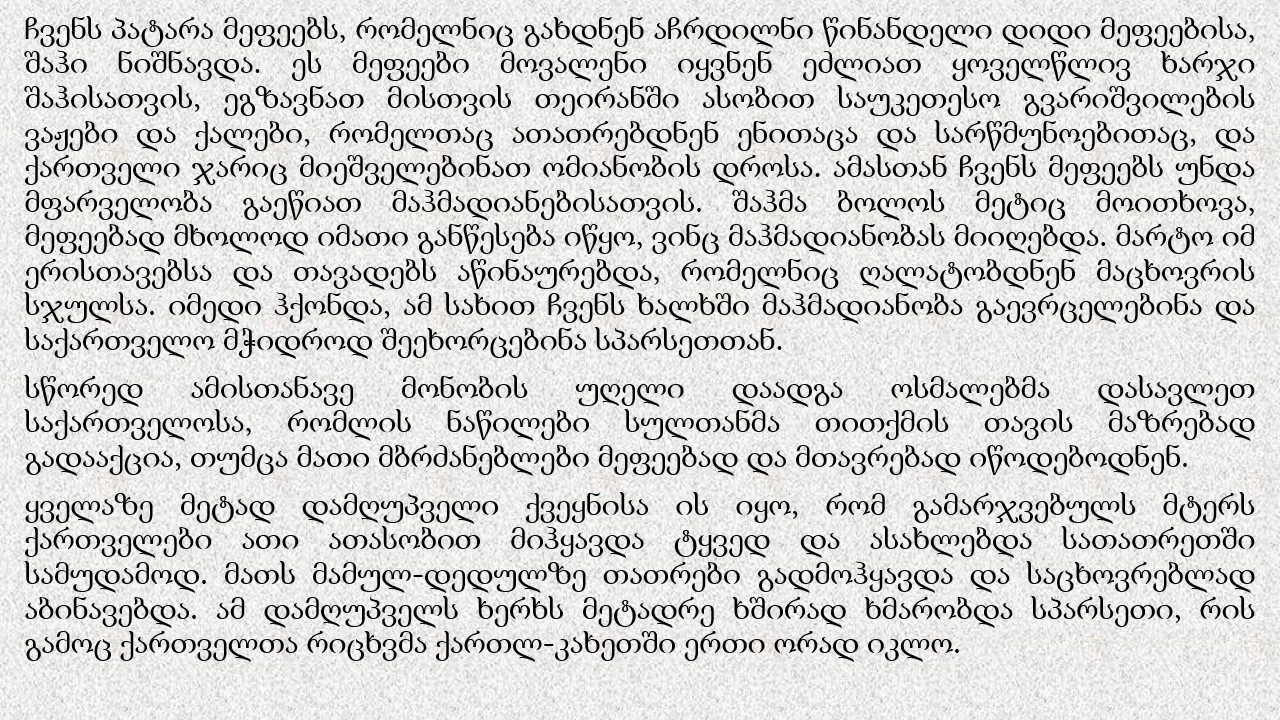 ჩვენს პატარა მეფეებს, რომელნიც გახდნენ აჩრდილნი წინანდელი დიდი მეფეებისა,
შაჰი ნიშნავდა. ეს მეფეები მოვალენი იყვნენ ეძლიათ ყოველწლივ ხარჯი
შაჰისათვის, ეგზავნათ მისთვის თეირანში ასობით საუკეთესო გვარიშვილების
ვაჟები და ქალები, რომელთაც ათათრებდნენ ენითაცა და სარწმუნოებითაც, და
ქართველი ჯარიც მიეშველებინათ ომიანობის დროსა. ამასთან ჩვენს მეფეებს უნდა
მფარველობა გაეწიათ მაჰმადიანებისათვის. შაჰმა ბოლოს მეტიც მოითხოვა,
მეფეებად მხოლოდ იმათი განწესება იწყო, ვინც მაჰმადიანობას მიიღებდა. მარტო იმ
ერისთავებსა და თავადებს აწინაურებდა, რომელნიც ღალატობდნენ მაცხოვრის
სჯულსა. იმედი ჰქონდა, ამ სახით ჩვენს ხალხში მაჰმადიანობა გაევრცელებინა და
საქართველო მჭიდროდ შეეხორცებინა სპარსეთთან.
სწორედ ამისთანავე მონობის უღელი დაადგა ოსმალებმა დასავლეთ
საქართველოსა, რომლის ნაწილები სულთანმა თითქმის თავის მაზრებად
გადააქცია, თუმცა მათი მბრძანებლები მეფეებად და მთავრებად იწოდებოდნენ.
ყველაზე მეტად დამღუპველი ქვეყნისა ის იყო, რომ გამარჯვებულს მტერს
ქართველები ათი ათასობით მიჰყავდა ტყვედ და ასახლებდა სათათრეთში
სამუდამოდ. მათს მამულ-დედულზე თათრები გადმოჰყავდა და საცხოვრებლად
აბინავებდა. ამ დამღუპველს ხერხს მეტადრე ხშირად ხმარობდა სპარსეთი, რის
გამოც ქართველთა რიცხვმა ქართლ-კახეთში ერთი ორად იკლო.